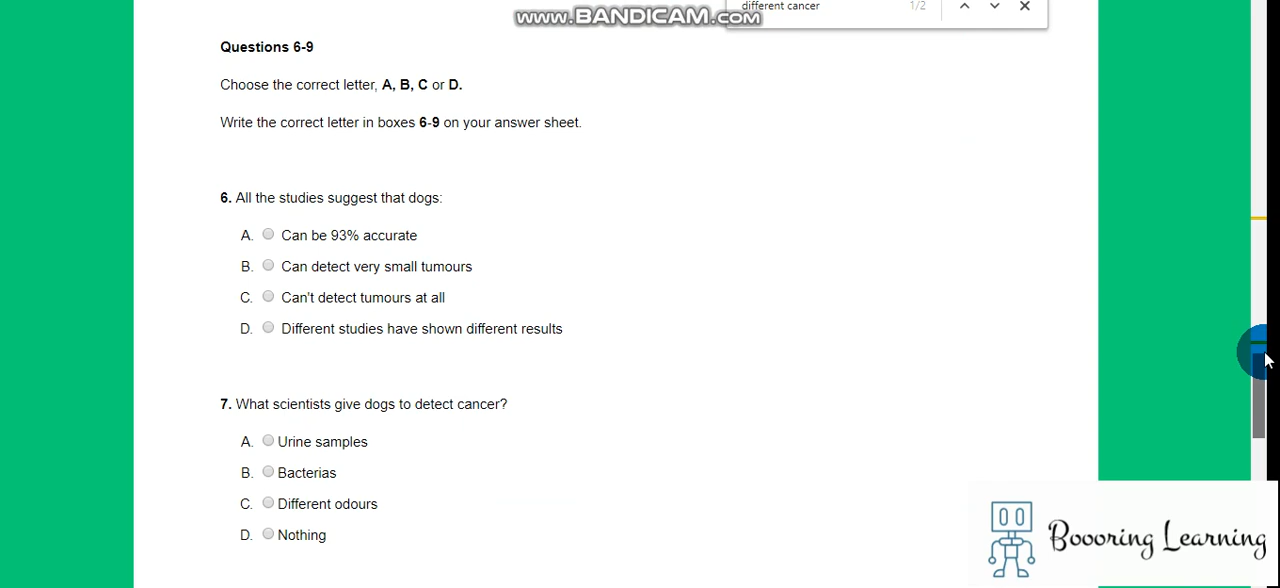 different cancer 1/2
www.BANDICAM.com
Questions 6-9
Choose the correct letter, A, B, C or D.
Write the correct letter in boxes 6-9 on your answer sheet.
6. All the studies suggest that dogs:
A. Can be 93% accurate
B. Can detect very small tumours
C. Can't detect tumours at all
D. Different studies have shown different results
7. What scientists give dogs to detect cancer?
A. Urine samples
B. Bacterias
C. Different odours
D. Nothing
Boooring Learning